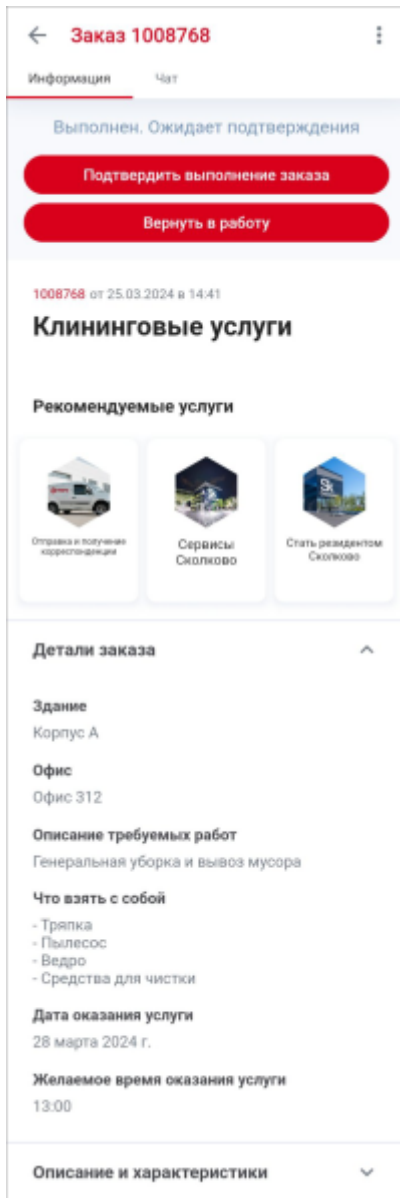 Заказ 1008768
Информация
Чат
Выполнен. Ожидает подтверждения
Подтвердить выполнение заказа
Вернуть в работу
1008768 от 25.03.2024 в 14:41
Клининговые услуги
Рекомендуемые услуги
Отправка и получение
корреспонденции
Сервисы
Сколково
Sk
Стать резидентом
Сколково
Детали заказа
Здание
Корпус А
Офис
Офис 312
Описание требуемых работ
Генеральная уборка и вывоз мусора
Что взять с собой
- Тряпка
- Пылесос
- Ведро
- Средства для чистки
Дата оказания услуги
28 марта 2024 г.
Желаемое время оказания услуги
13:00
Описание и характеристики